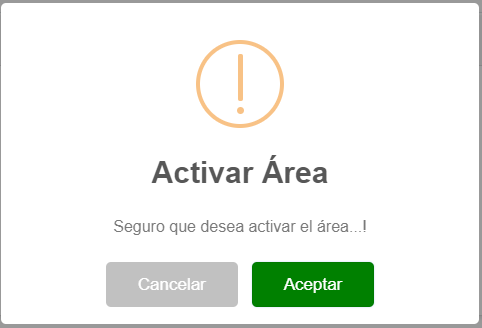 Activar Área
Seguro que desea activar el área...!
Cancelar
Aceptar